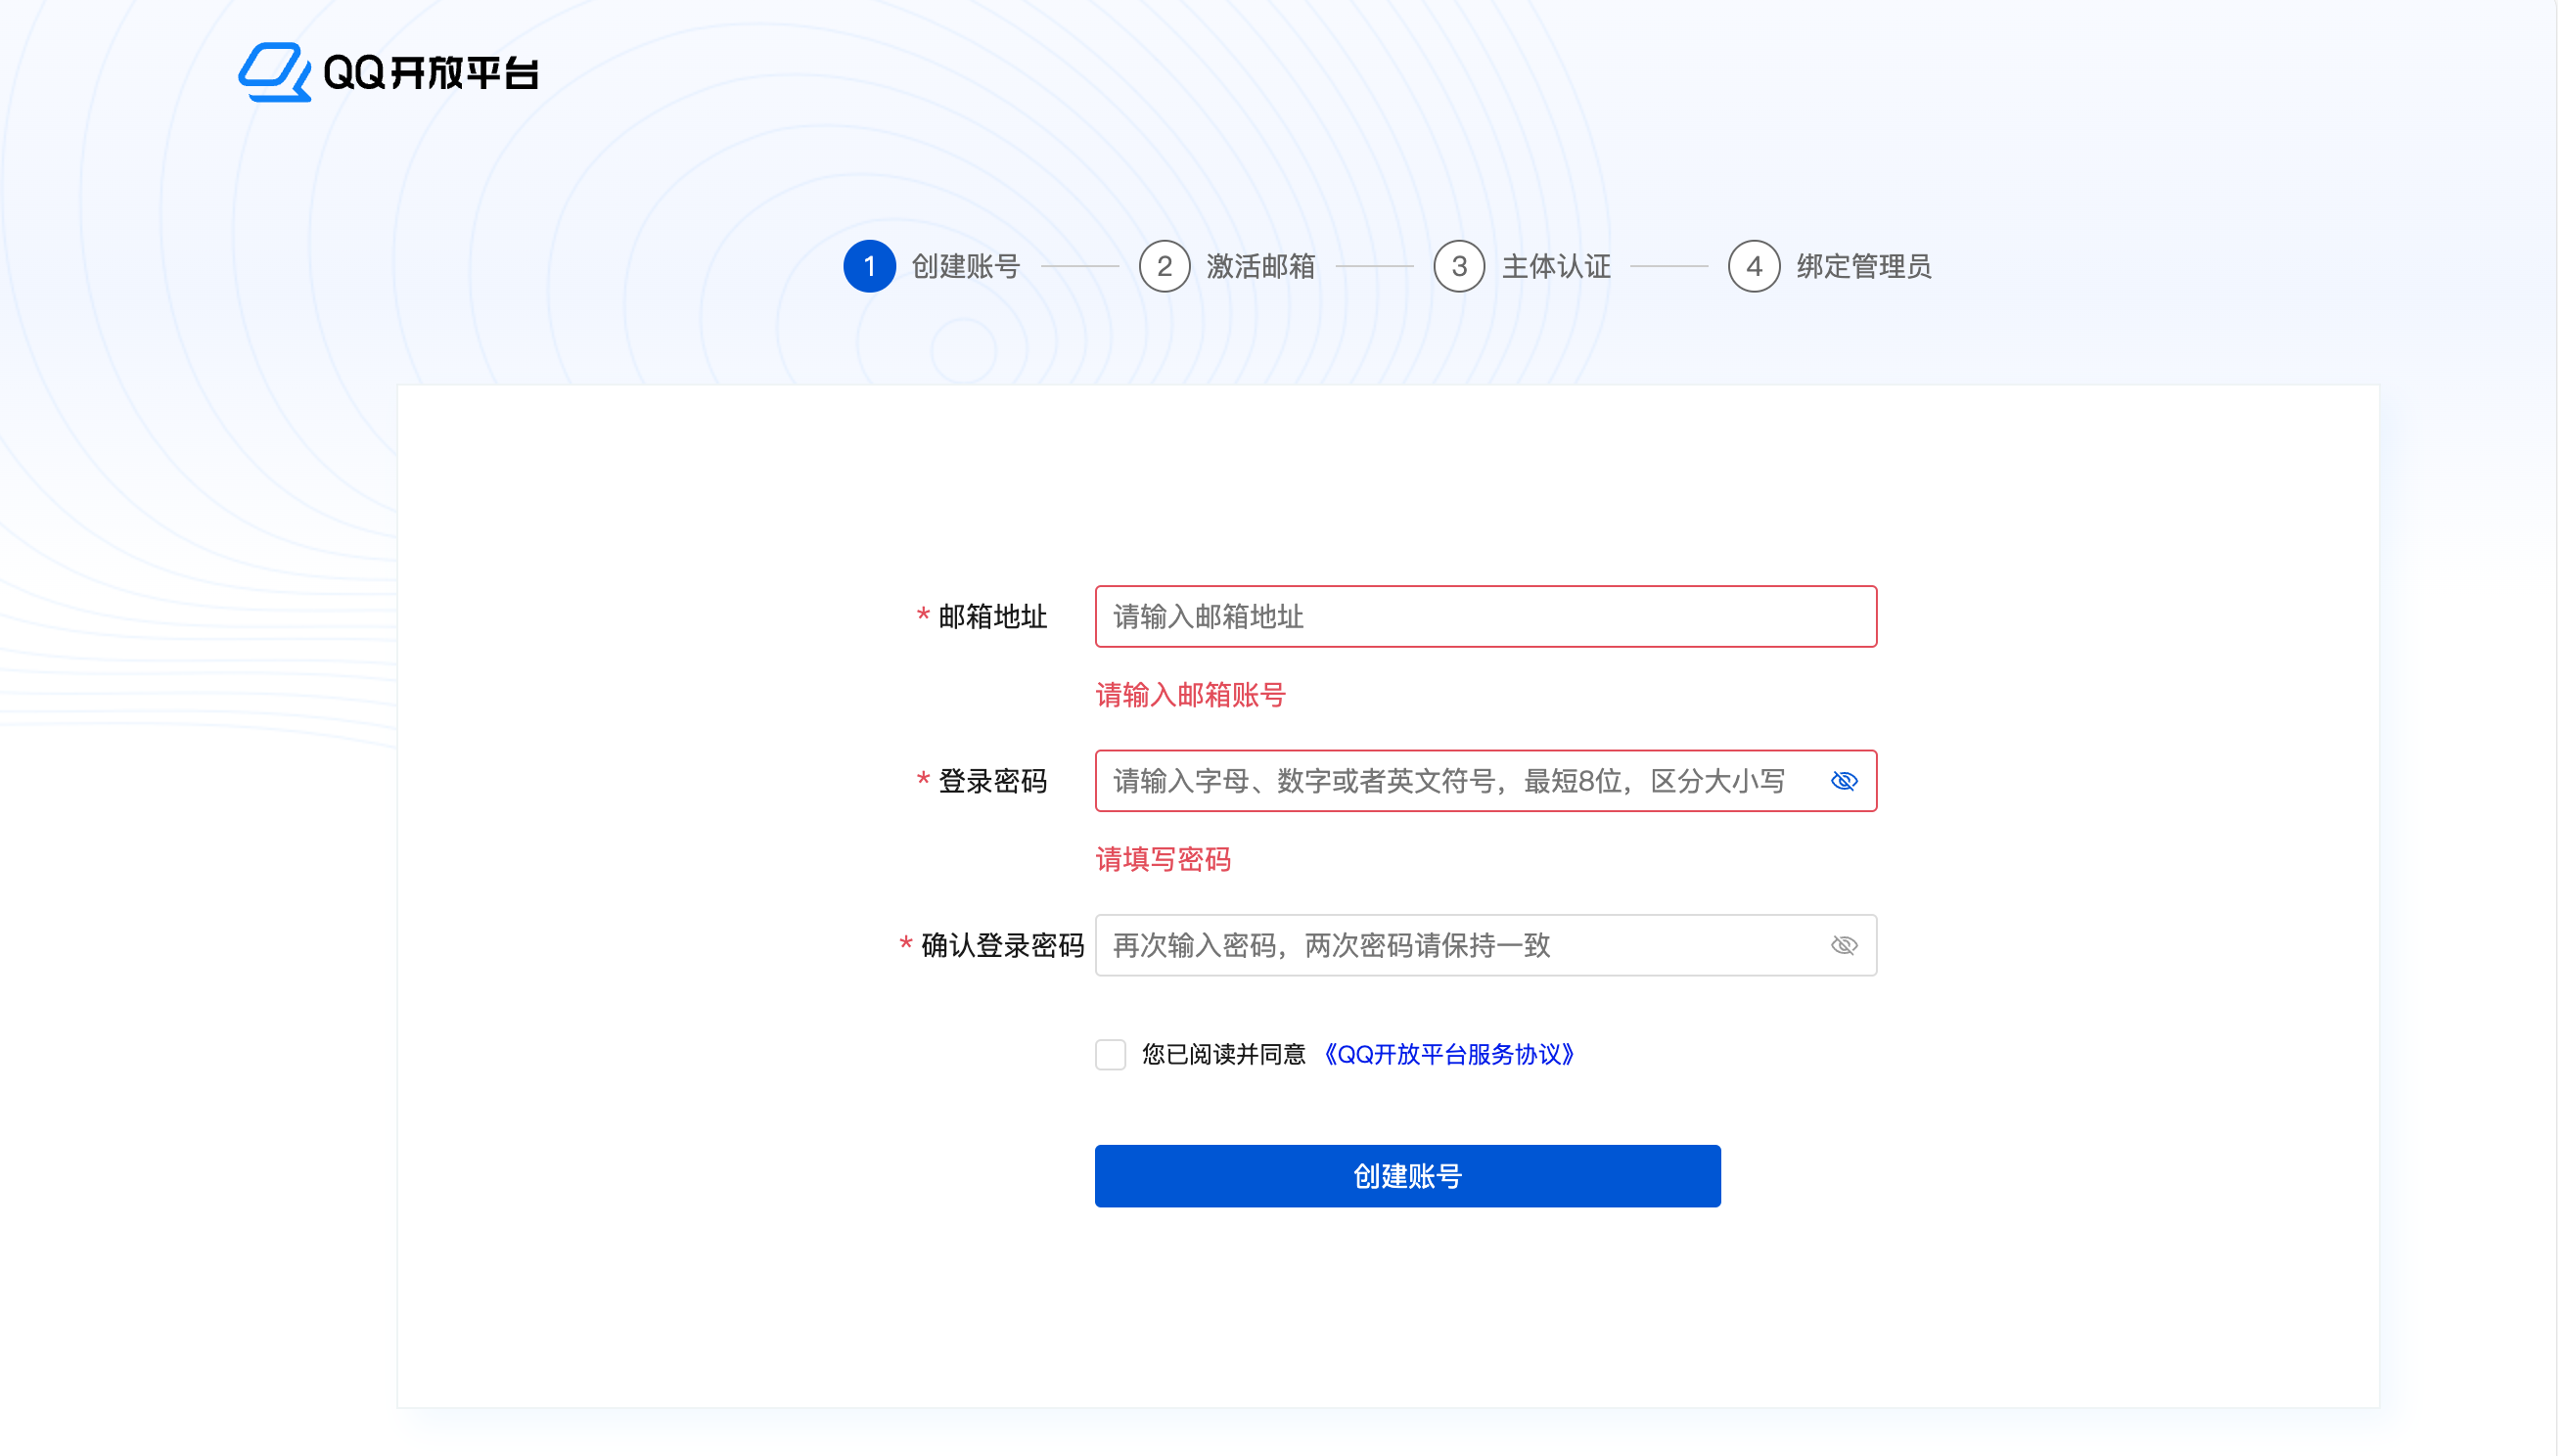 QQ开放平台
1 创建账号 2 激活邮箱 3 主体认证 4 绑定管理员
* 邮箱地址 请输入邮箱地址
请输入邮箱账号
* 登录密码 请输入字母、数字或者英文符号，最短8位，区分大小写
请填写密码
* 确认登录密码 再次输入密码，两次密码请保持一致
您已阅读并同意 《QQ开放平台服务协议》
创建账号